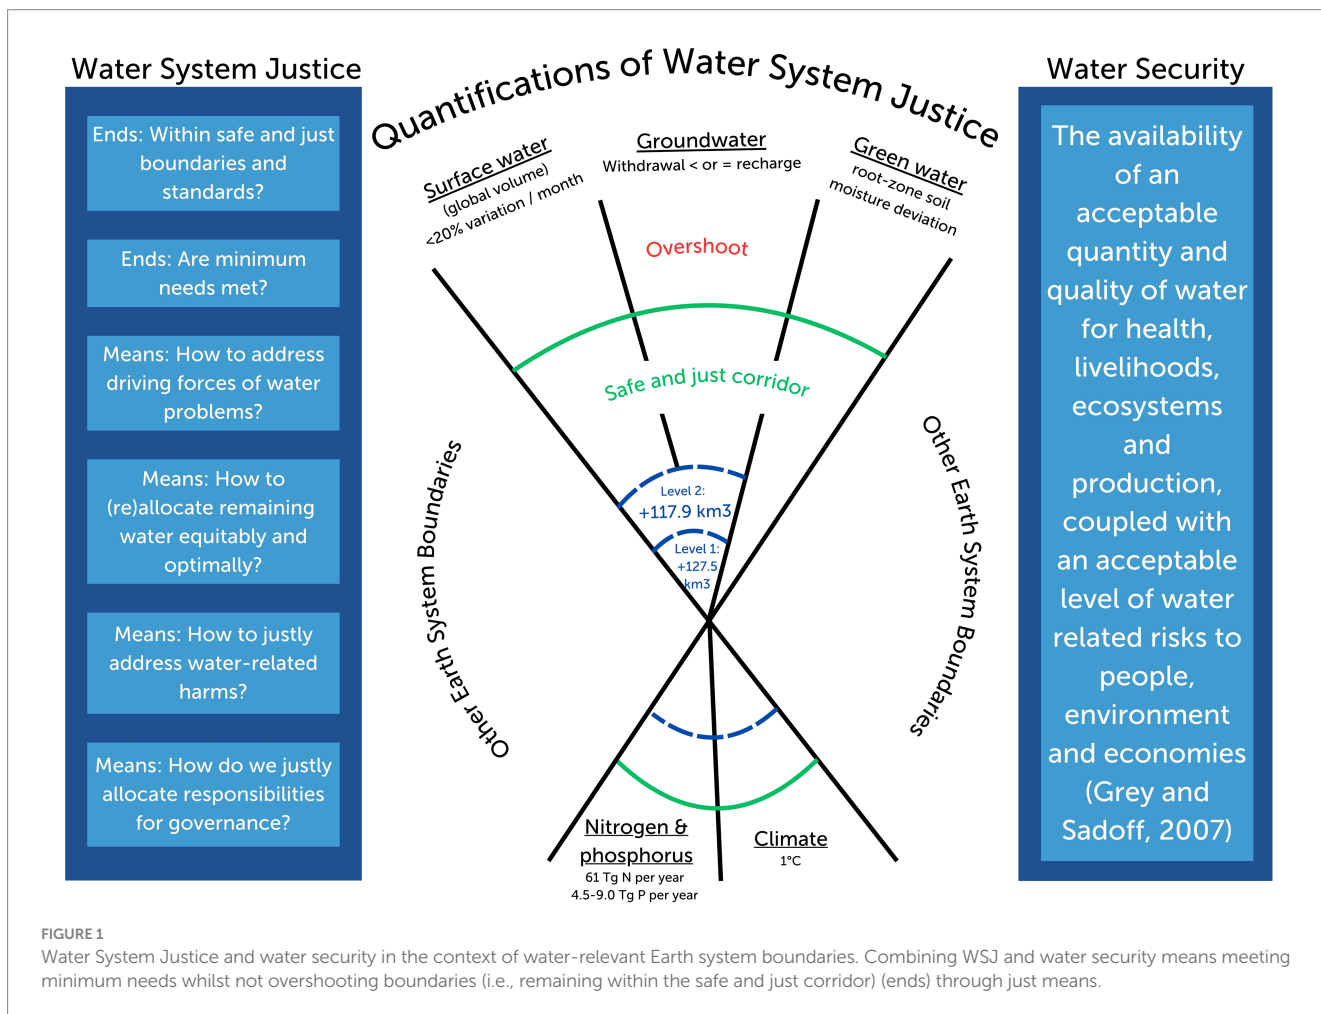 Water System Justice
Ends: Within safe and just
boundaries and
standards?
Ends: Are minimum
needs met?
Means: How to address
driving forces of water
problems?
Means: How to
(re)allocate remaining
water equitably and
optimally?
Means: How to justly
address water-related
harms?
Means: How do we justly
allocate responsibilities
for governance?
Quantifications of Water System Justice
Surface water
(global volume)
<20% variation / month
Groundwater
Withdrawal < or = recharge
Green water
root-zone soil
moisture deviation
Overshoot
Safe and just corridor
Level 2:
+117.9 km3
Level 1:
+127.5
km3
Other Earth System Boundaries
Other Earth System Boundaries
Nitrogen &
phosphorus
61 Tg N per year
4.5-9.0 Tg P per year
Climate
1°C
Water Security
The availability
of an
acceptable
quantity and
quality of water
for health,
livelihoods,
ecosystems
and
production,
coupled with
an acceptable
level of water
related risks to
people,
environment
and economies
(Grey and
Sadoff, 2007)
FIGURE 1
Water System Justice and water security in the context of water-relevant Earth system boundaries. Combining WSJ and water security means meeting
minimum needs whilst not overshooting boundaries (i.e., remaining within the safe and just corridor) (ends) through just means.